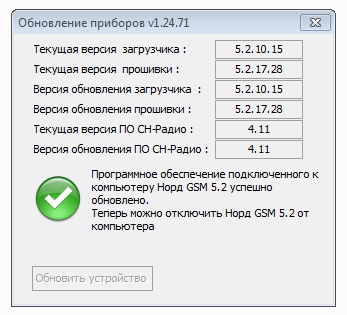 Обновление приборов v1.24.71
Текущая версия загрузчика : 5.2.10.15
Текущая версия прошивки : 5.2.17.28
Версия обновления загрузчика : 5.2.10.15
Версия обновления прошивки : 5.2.17.28
Текущая версия ПО СН-Радио : 4.11
Версия обновления ПО СН-Радио : 4.11
Программное обеспечение подключенного к
компьютеру Норд GSM 5.2 успешно
обновлено.
Теперь можно отключить Норд GSM 5.2 от
компьютера
Обновить устройство